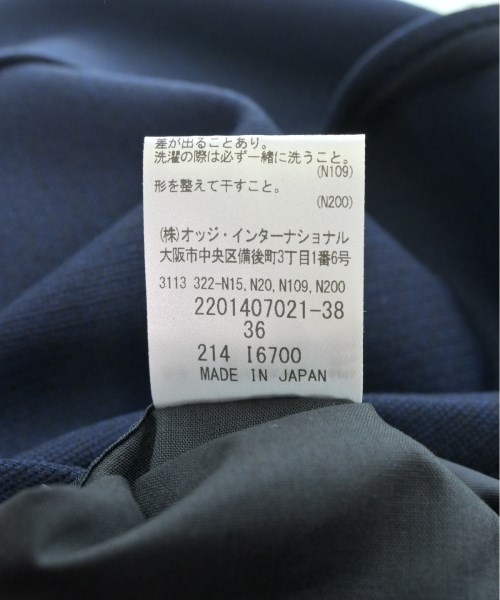 差が出ることあり。
洗濯の際は必ず一緒に洗うこと。
(N109)
形を整えて干すこと。
(N200)
(株)オッジ・インターナショナル
大阪市中央区備後町3丁目1番6号
3113 322-N15,N20,N109,N200
2201407021-38
36
214 I6700
MADE IN JAPAN